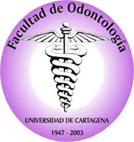 Facultad de Odontología
UNIVERSIDAD DE CARTAGENA
1947 - 2003